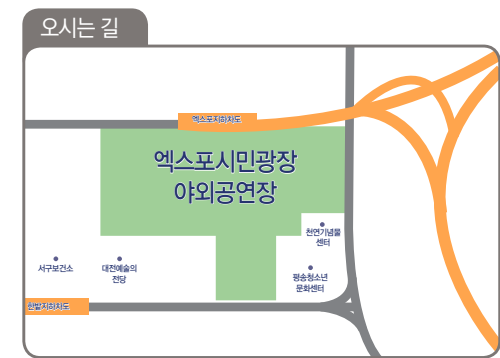 오시는 길
엑스포지하차도
엑스포시민광장
야외공연장
천연기념물
센터
서구보건소
대전예술의
전당
평송청소년
문화센터
한밭지하차도